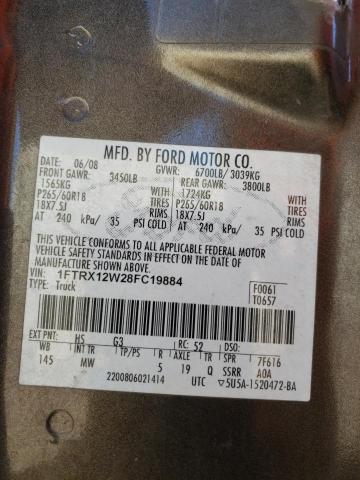 MFD. BY FORD MOTOR CO.
06/08 GVWR: 6700LB/ 3039KG
FRONT GAWR: 3450LB REAR GAWR: 3800LB
1565KG WITH 1724KG WITH
P265/60R18 TIRES P265/60R18 TIRES
18X7.5J RIMS 18X7.5J RIMS
AT 240 kPa/ 35 PSI COLD AT 240 kPa/ 35 PSI COLD
THIS VEHICLE CONFORMS TO ALL APPLICABLE FEDERAL MOTOR
VEHICLE SAFETY STANDARDS IN EFFECT ON THE DATE OF
MANUFACTURE SHOWN ABOVE.
VIN: 1FTRX12W28FC19884 F0061
TYPE: Truck T0657
EXT PNT: HS G3 RC: 52 DSO:
WB INT TR TP/PS R AXLE TR SPR 7F616
145 MW 5 19 Q SSRR A0A
2200806021414 UTC ▽5U5A-1520472-BA